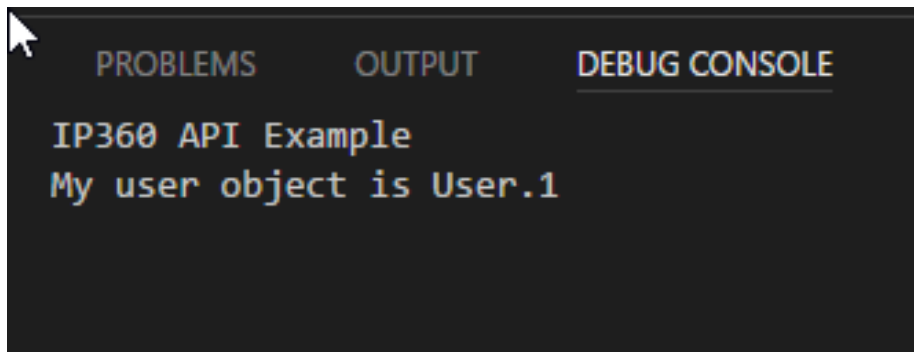 PROBLEMS OUTPUT DEBUG CONSOLE
IP360 API Example
My user object is User.1